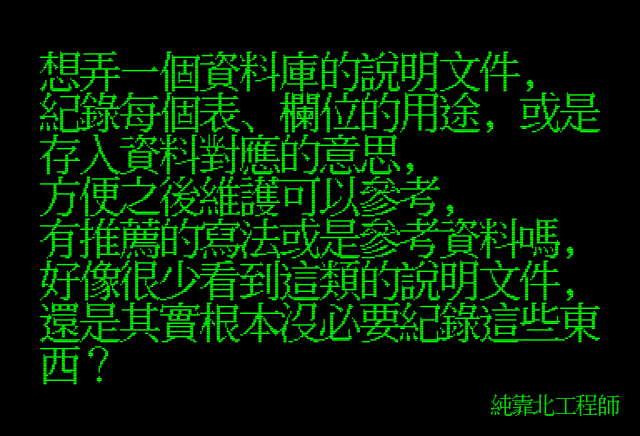 想弄一個資料庫的說明文件，
紀錄每個表、欄位的用途，或是
存入資料對應的意思，
方便之後維護可以參考，
有推薦的寫法或是參考資料嗎，
好像很少看到這類的說明文件，
還是其實根本沒必要紀錄這些東
西？
純靠北工程師